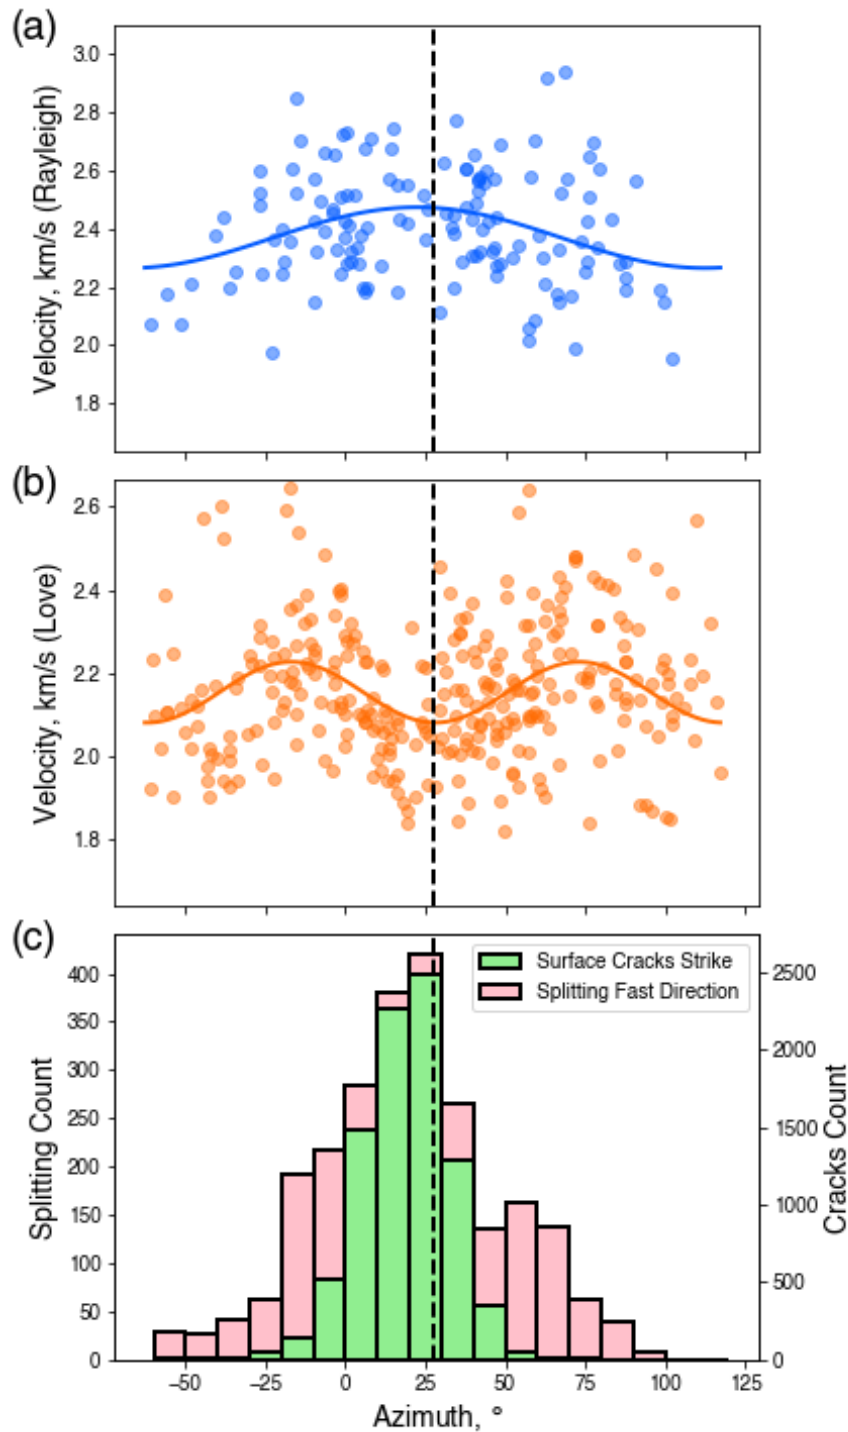 (a)
Velocity, km/s (Rayleigh)
3.0
2.8
2.6
2.4
2.2
2.0
1.8
(b)
Velocity, km/s (Love)
2.6
2.4
2.2
2.0
1.8
(c)
Surface Cracks Strike
Splitting Fast Direction
Splitting Count
400
350
300
250
200
150
100
50
0
2500
2000
1500
1000
500
0
Cracks Count
−50 −25 0 25 50 75 100 125
Azimuth, °